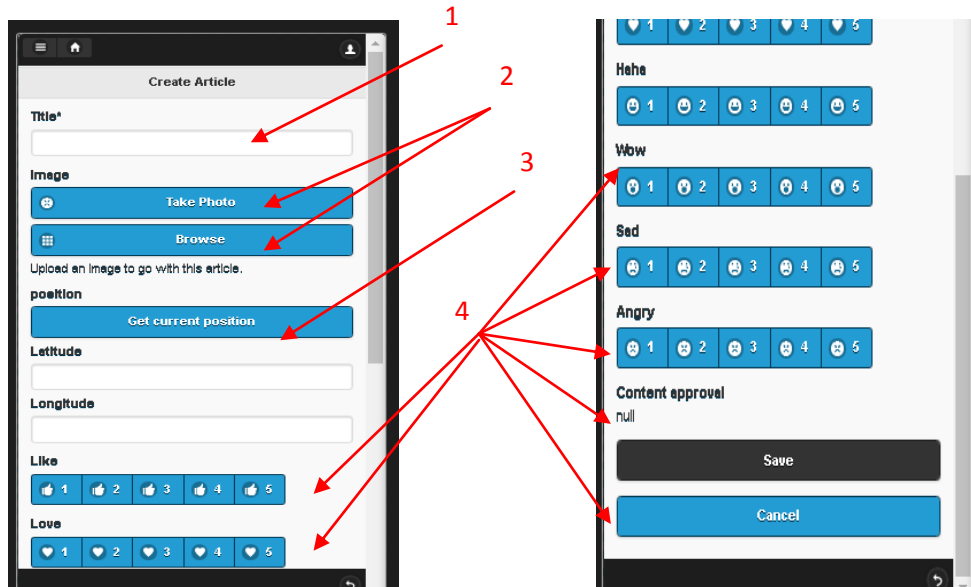 1
Create Article
Title*
2
Image
Take Photo
3
Browse
Upload an image to go with this article.
position
Get current position
Latitude
Longitude
Like
1 2 3 4 5
Love
1 2 3 4 5
4
1 2 3 4 5
Haha
1 2 3 4 5
Wow
1 2 3 4 5
Sad
1 2 3 4 5
Angry
1 2 3 4 5
Content approval
null
Save
Cancel